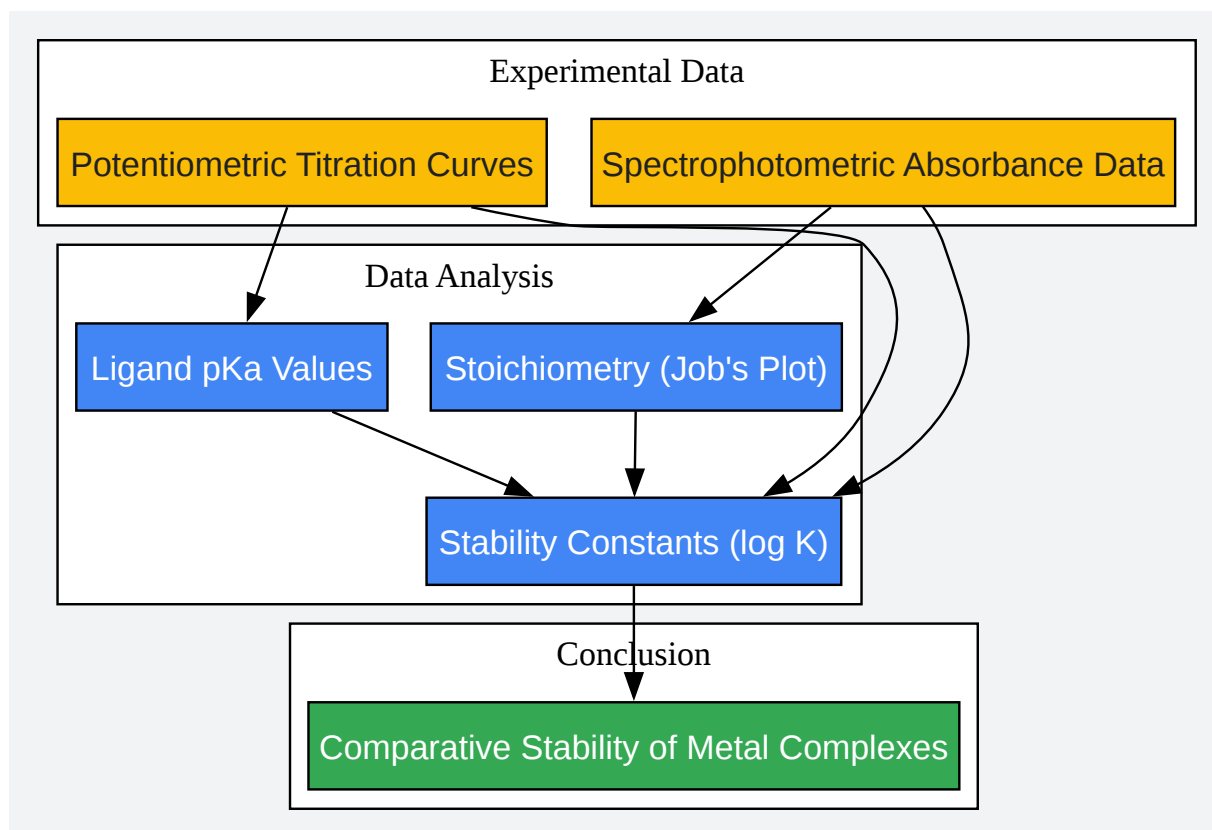 Experimental Data
Potentiometric Titration Curves
Spectrophotometric Absorbance Data
Data Analysis
Ligand pKa Values
Stoichiometry (Job's Plot)
Stability Constants (log K)
Conclusion
Comparative Stability of Metal Complexes